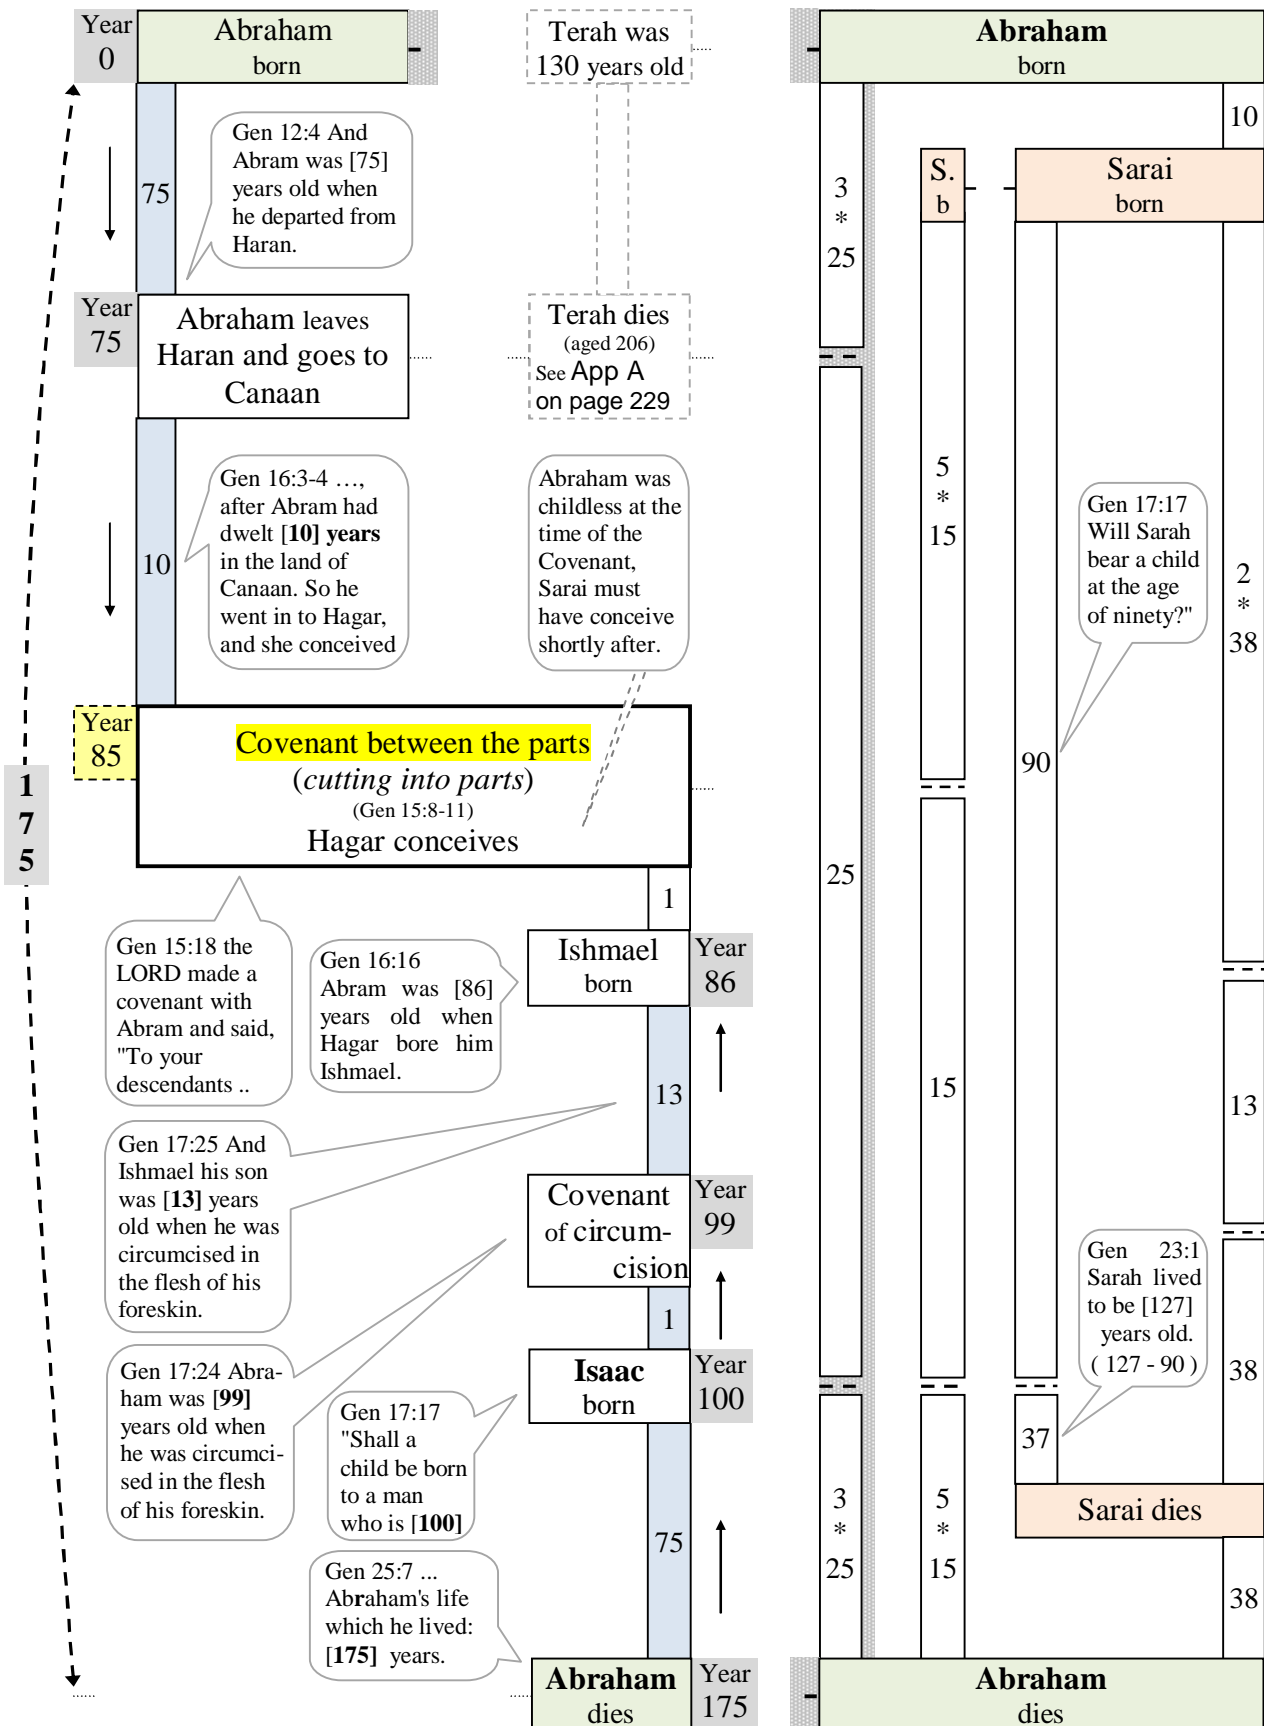 Year
0
Abraham
born
Terah was
130 years old
75
Gen 12:4 And
Abram was [75]
years old when
he departed from
Haran.
Year
75
Abraham leaves
Haran and goes to
Canaan
Terah dies
(aged 206)
See App A
on page 229
10
Gen 16:3-4 …,
after Abram had
dwelt [10] years
in the land of
Canaan. So he
went in to Hagar,
and she conceived
Abraham was
childless at the
time of the
Covenant,
Sarai must
have conceive
shortly after.
Year
85
Covenant between the parts
(cutting into parts)
(Gen 15:8-11)
Hagar conceives
1
7
5
1
Gen 15:18 the
LORD made a
covenant with
Abram and said,
"To your
descendants ..
Gen 16:16
Abram was [86]
years old when
Hagar bore him
Ishmael.
Ishmael
born
Year
86
13
Gen 17:25 And
Ishmael his son
was [13] years
old when he was
circumcised in
the flesh of his
foreskin.
Covenant
of circum-
cision
Year
99
1
Gen 17:24 Abra-
ham was [99]
years old when
he was circumci-
sed in the flesh
of his foreskin.
Gen 17:17
"Shall a
child be born
to a man
who is [100]
Isaac
born
Year
100
75
Gen 25:7 ...
Abraham's life
which he lived:
[175] years.
Abraham
dies
Year
175
Abraham
born
10
3
*
25
S.
b
Sarai
born
5
*
15
Gen 17:17
Will Sarah
bear a child
at the age
of ninety?"
2
*
38
90
25
15
13
Gen 23:1
Sarah lived
to be [127]
years old.
( 127 - 90 )
38
37
Sarai dies
3
*
25
5
*
15
38
Abraham
dies